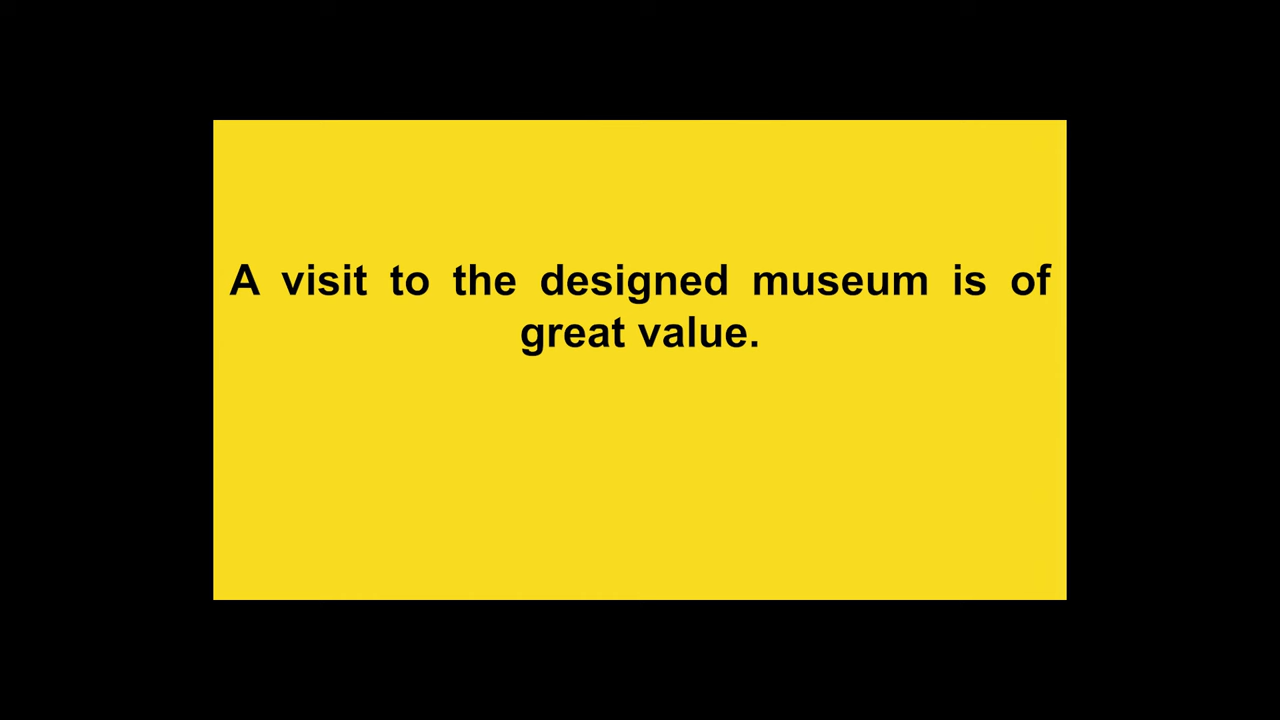 A visit to the designed museum is of
great value.